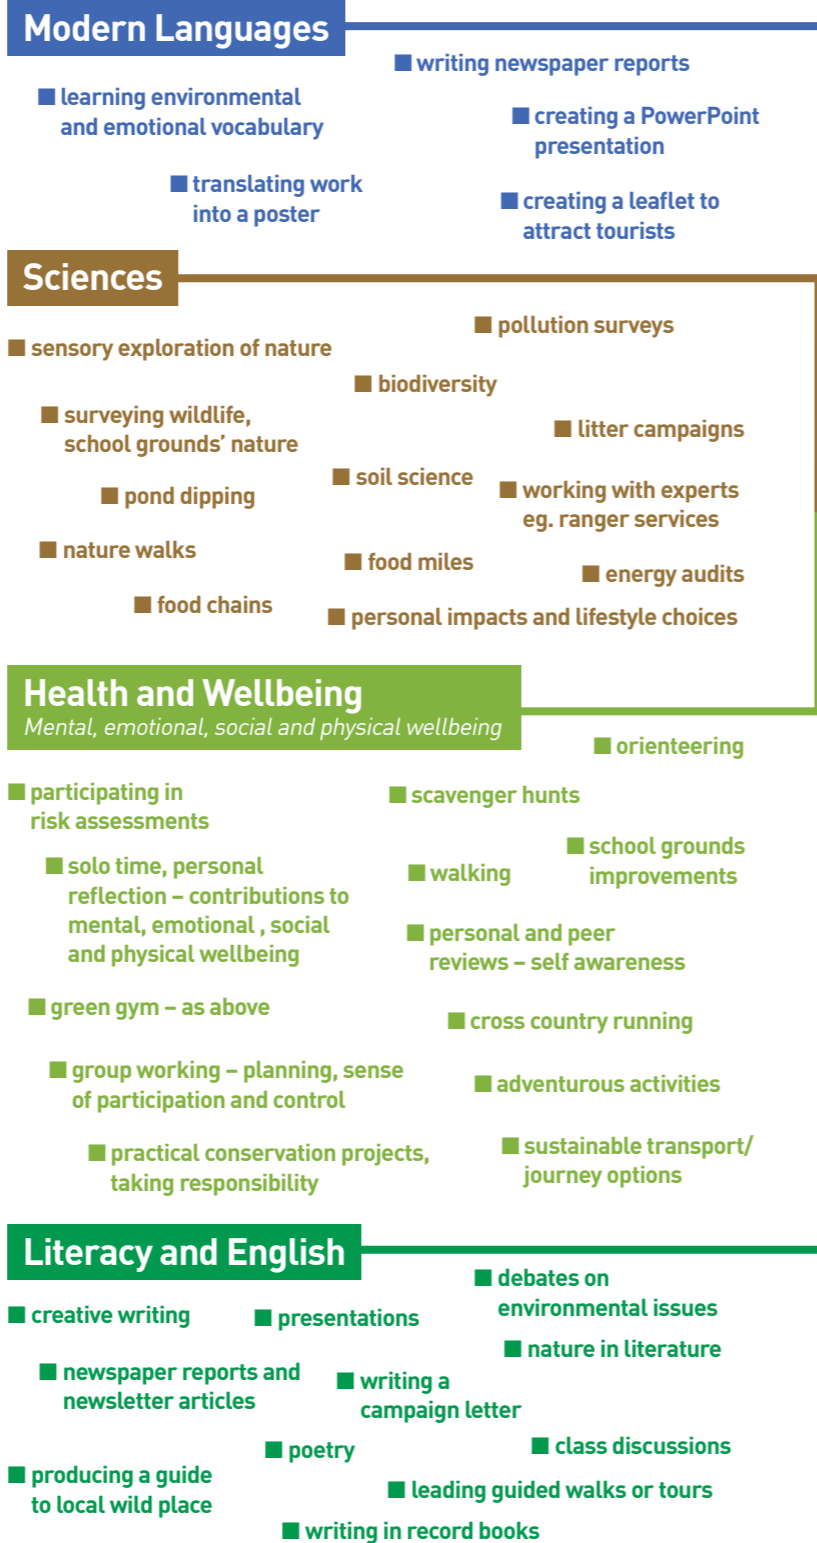 Modern Languages
■ writing newspaper reports
■ learning environmental
and emotional vocabulary
■ creating a PowerPoint
presentation
■ translating work
into a poster
■ creating a leaflet to
attract tourists
Sciences
■ pollution surveys
■ sensory exploration of nature
■ biodiversity
■ surveying wildlife,
school grounds’ nature
■ litter campaigns
■ soil science
■ working with experts
eg. ranger services
■ pond dipping
■ nature walks
■ food miles
■ energy audits
■ food chains
■ personal impacts and lifestyle choices
Health and Wellbeing
Mental, emotional, social and physical wellbeing
■ orienteering
■ participating in
risk assessments
■ scavenger hunts
■ school grounds
improvements
■ solo time, personal
reflection – contributions to
mental, emotional , social
and physical wellbeing
■ walking
■ personal and peer
reviews – self awareness
■ green gym – as above
■ cross country running
■ group working – planning, sense
of participation and control
■ adventurous activities
■ practical conservation projects,
taking responsibility
■ sustainable transport/
journey options
Literacy and English
■ debates on
environmental issues
■ creative writing
■ presentations
■ nature in literature
■ newspaper reports and
newsletter articles
■ writing a
campaign letter
■ poetry
■ class discussions
■ producing a guide
to local wild place
■ leading guided walks or tours
■ writing in record books